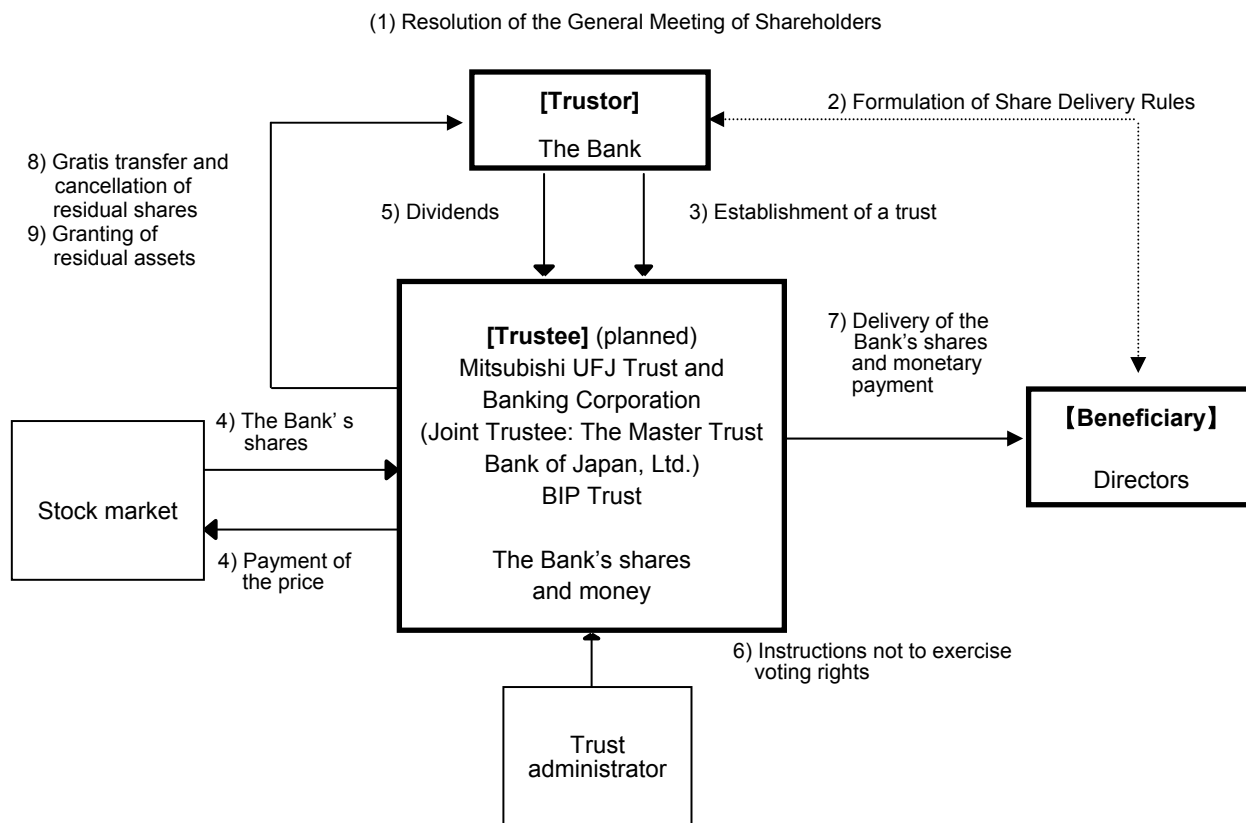 (1) Resolution of the General Meeting of Shareholders
[Trustor]
The Bank
2) Formulation of Share Delivery Rules
8) Gratis transfer and
cancellation of
residual shares
9) Granting of
residual assets
5) Dividends
3) Establishment of a trust
[Trustee] (planned)
Mitsubishi UFJ Trust and
Banking Corporation
(Joint Trustee: The Master Trust
Bank of Japan, Ltd.)
BIP Trust
The Bank’s shares
and money
7) Delivery of the
Bank’s shares
and monetary
payment
【Beneficiary】
Directors
4) The Bank’ s
shares
Stock market
4) Payment of
the price
6) Instructions not to exercise
voting rights
Trust
administrator